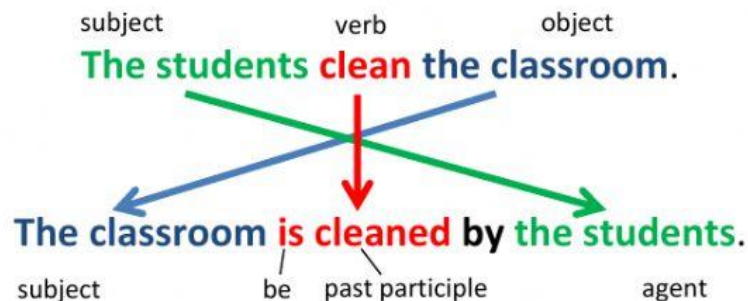 subject verb object
The students clean the classroom.
The classroom is cleaned by the students.
subject be past participle agent